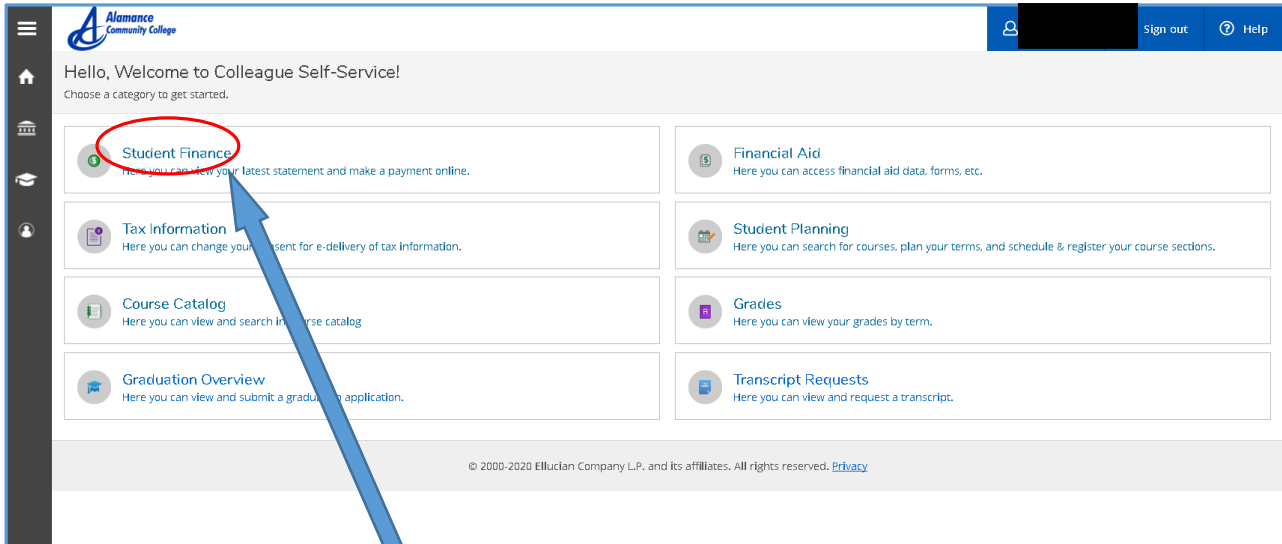 Alamance
Community College
Sign out
Help
Hello, Welcome to Colleague Self-Service!
Choose a category to get started.
Student Finance
Here you can view your latest statement and make a payment online.
Financial Aid
Here you can access financial aid data, forms, etc.
Tax Information
Here you can change your sent for e-delivery of tax information.
Student Planning
Here you can search for courses, plan your terms, and schedule & register your course sections.
Course Catalog
Here you can view and search in catalog
Grades
Here you can view your grades by term.
Graduation Overview
Here you can view and submit a application.
Transcript Requests
Here you can view and request a transcript.
© 2000-2020 Ellucian Company L.P. and its affiliates. All rights reserved. Privacy